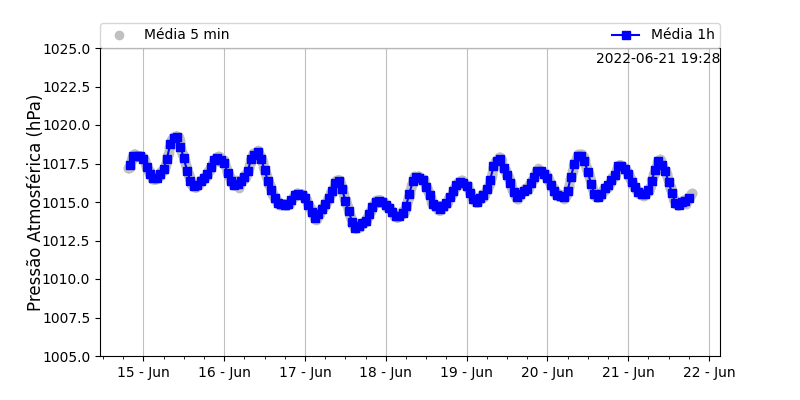 Média 5 min
Média 1h
2022-06-21 19:28
Pressão Atmosférica (hPa)
1025.0
1022.5
1020.0
1017.5
1015.0
1012.5
1010.0
1007.5
1005.0
15 - Jun
16 - Jun
17 - Jun
18 - Jun
19 - Jun
20 - Jun
21 - Jun
22 - Jun